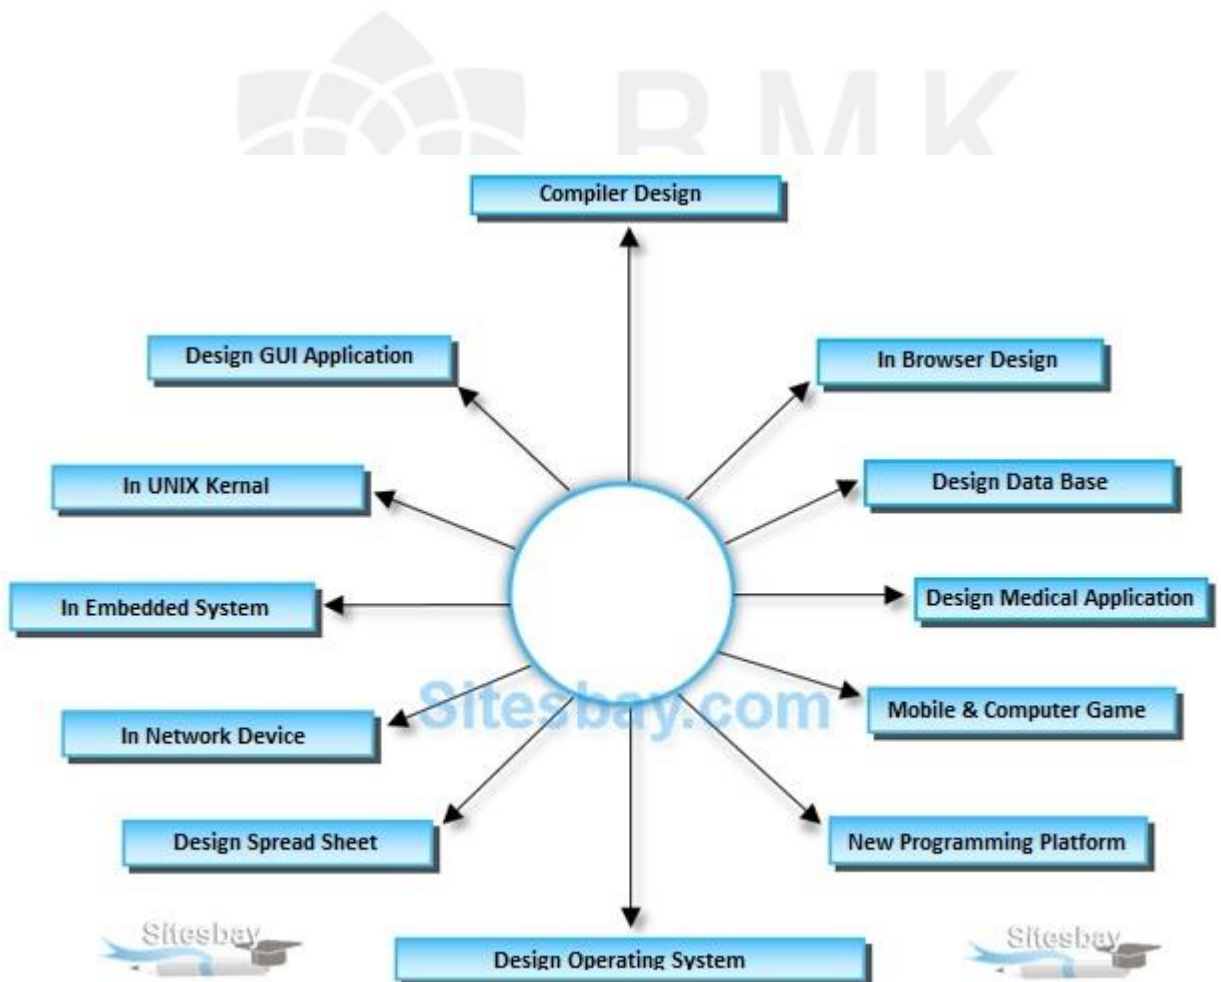 RMK
Compiler Design
Design GUI Application
In Browser Design
In UNIX Kernal
Design Data Base
In Embedded System
Design Medical Application
Sitesbay.com
In Network Device
Mobile & Computer Game
Design Spread Sheet
New Programming Platform
Sitesbay
Sitesbay
Design Operating System